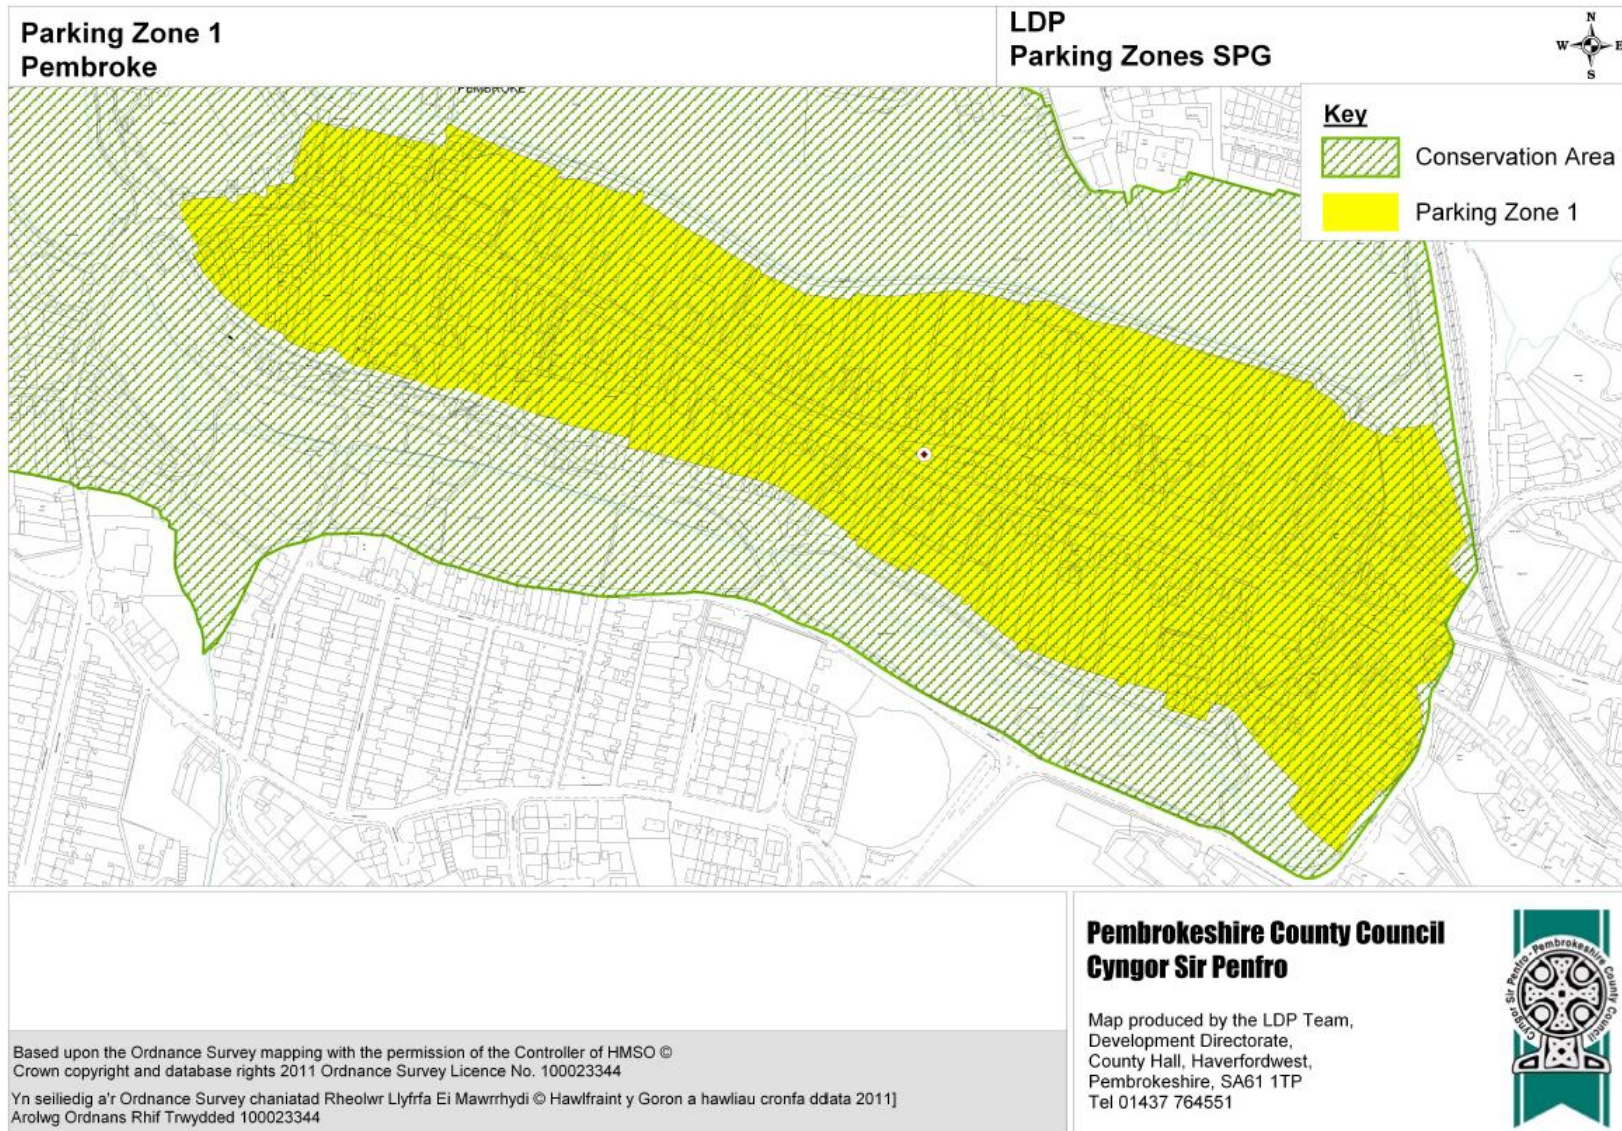 Parking Zone 1
Pembroke
LDP
Parking Zones SPG
N
W
E
S
PEMBROKE
Key
Conservation Area
Parking Zone 1
Based upon the Ordnance Survey mapping with the permission of the Controller of HMSO ©
Crown copyright and database rights 2011 Ordnance Survey Licence No. 100023344
Yn seiliedig a'r Ordnance Survey chaniatad Rheolwr Llyfrfa Ei Mawrrhydi © Hawlfraint y Goron a hawliau cronfa ddata 2011]
Arolwg Ordnans Rhif Trwydded 100023344
Pembrokeshire County Council
Cyngor Sir Penfro
Map produced by the LDP Team,
Development Directorate,
County Hall, Haverfordwest,
Pembrokeshire, SA61 1TP
Tel 01437 764551
Cyngor Sir Penfro - Pembrokeshire County Council